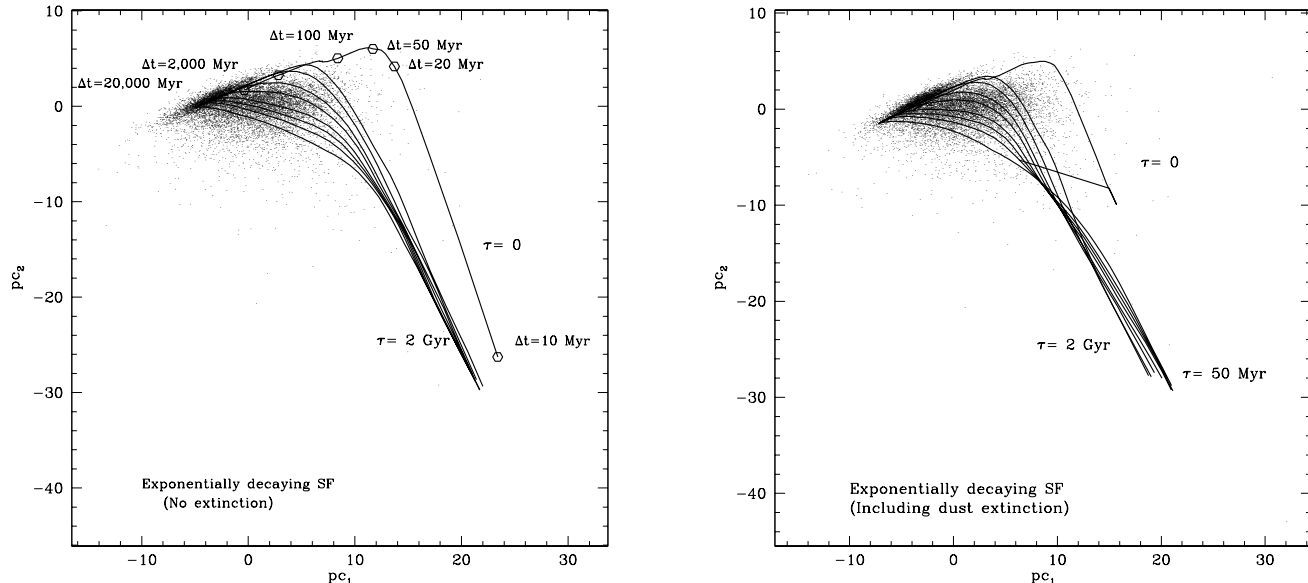 10
0
−10
−20
−30
−40
−10
0
10
20
30
pc₂
pc₁
Δt=100 Myr
Δt=50 Myr
Δt=2,000 Myr
Δt=20 Myr
Δt=20,000 Myr
τ= 0
τ= 2 Gyr
Δt=10 Myr
Exponentially decaying SF
(No extinction)
10
0
−10
−20
−30
−40
−10
0
10
20
30
pc₂
pc₁
τ= 0
τ= 2 Gyr
τ= 50 Myr
Exponentially decaying SF
(Including dust extinction)